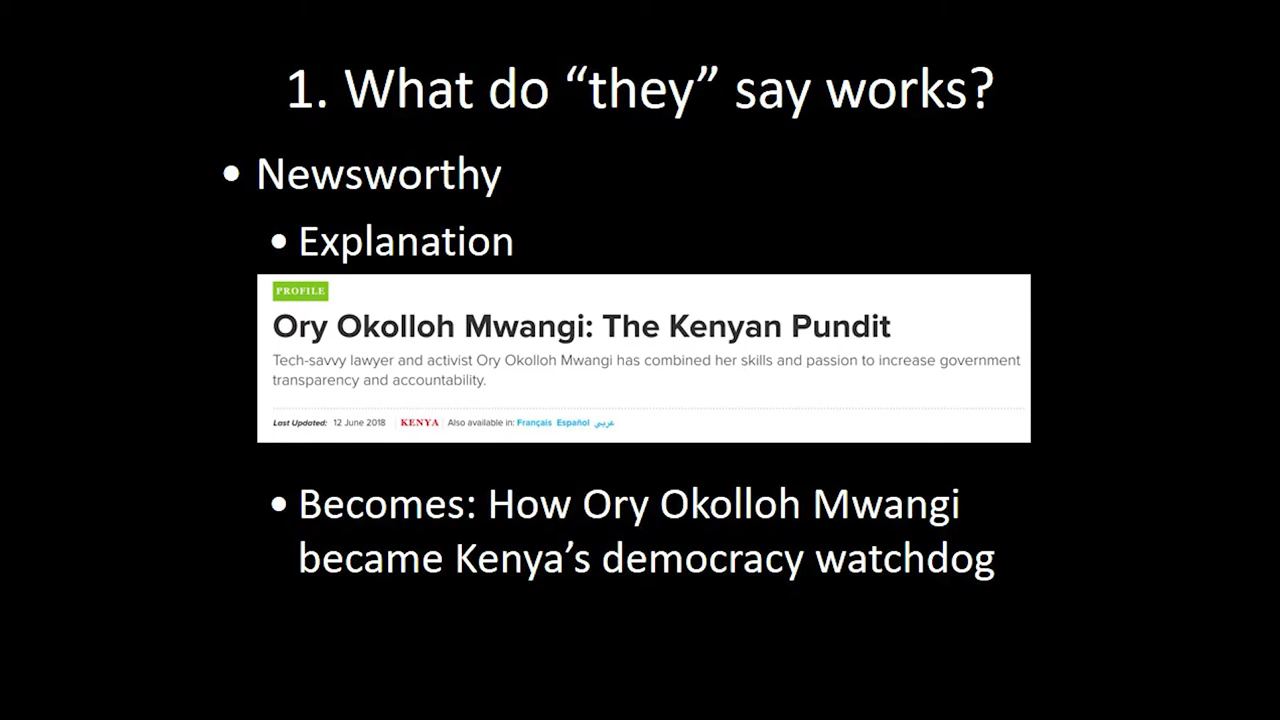 1. What do “they” say works?
• Newsworthy
• Explanation
PROFILE
Ory Okolloh Mwangi: The Kenyan Pundit
Tech-savvy lawyer and activist Ory Okolloh Mwangi has combined her skills and passion to increase government
transparency and accountability.
Last Updated: 12 June 2018 KENYA Also available in: Français Español عربي
• Becomes: How Ory Okolloh Mwangi
became Kenya’s democracy watchdog